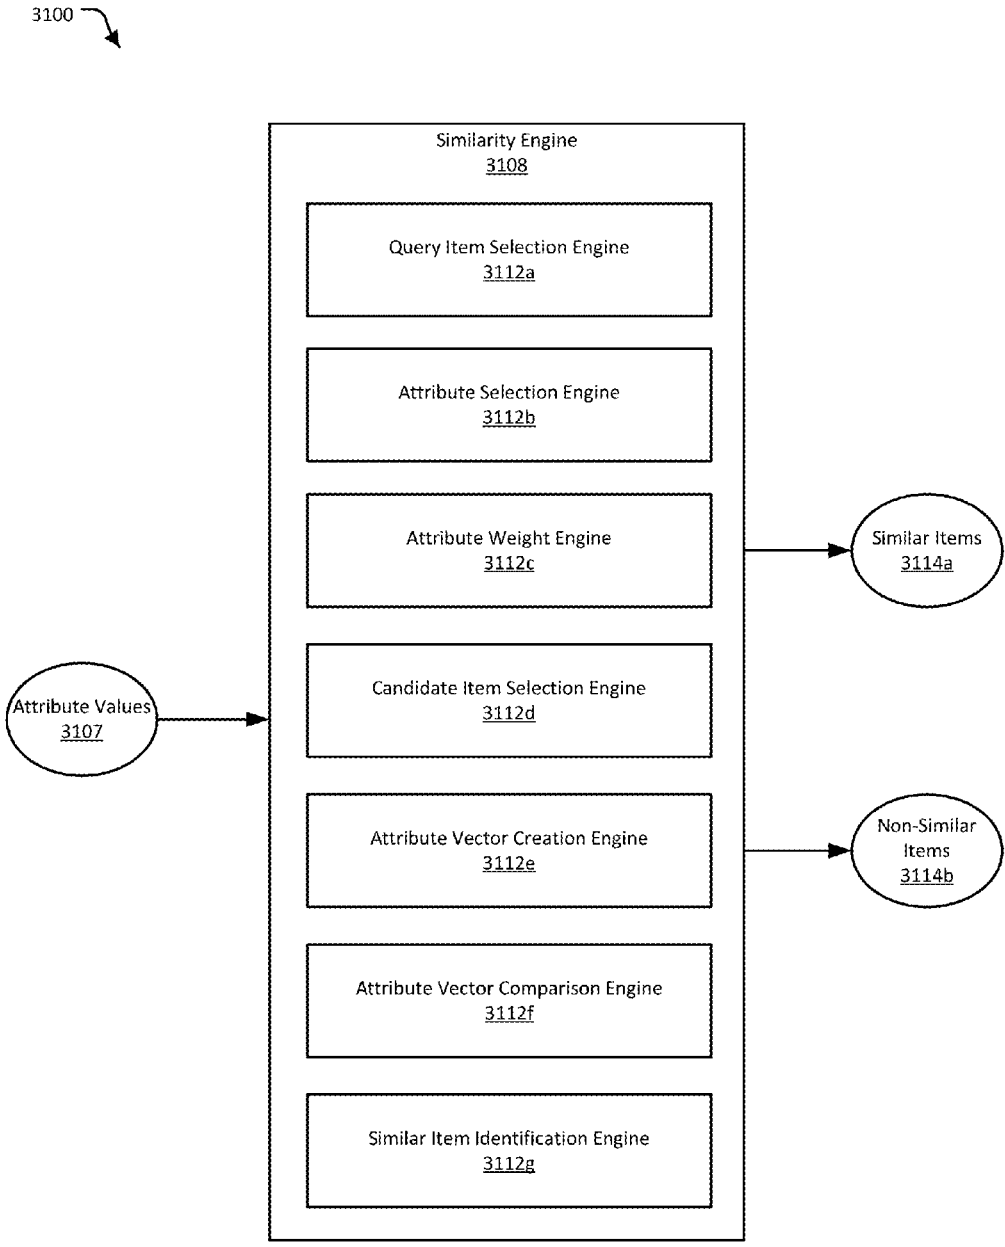 3100
Similarity Engine
3108
Query Item Selection Engine
3112a
Attribute Selection Engine
3112b
Attribute Weight Engine
3112c
Candidate Item Selection Engine
3112d
Attribute Vector Creation Engine
3112e
Attribute Vector Comparison Engine
3112f
Similar Item Identification Engine
3112g
Attribute Values
3107
Similar Items
3114a
Non-Similar
Items
3114b